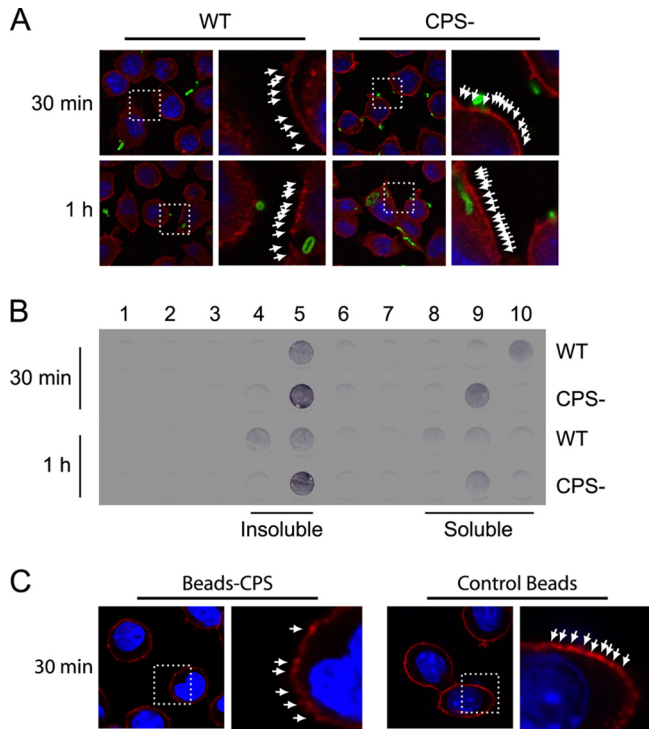 A
WT CPS-
30 min
1 h
B
1 2 3 4 5 6 7 8 9 10
30 min
WT
CPS-
1 h
WT
CPS-
Insoluble Soluble
C
Beads-CPS Control Beads
30 min